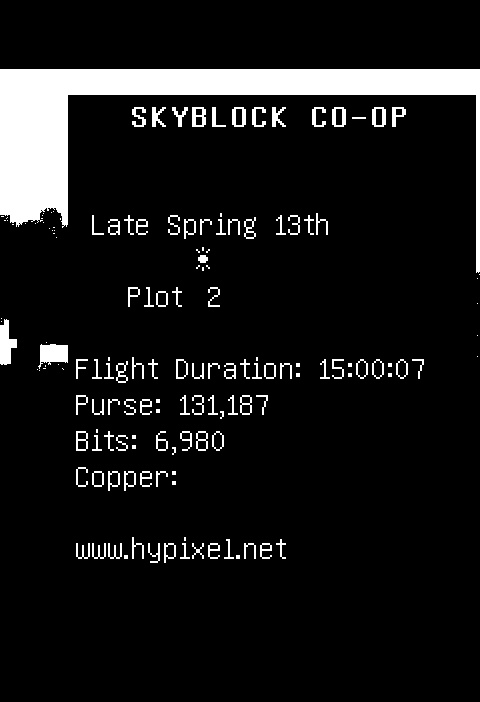 SKYBLOCK CO-OP
Late Spring 13th
Plot 2
Flight Duration: 15:00:07
Purse: 131,187
Bits: 6,980
Copper:
www.hypixel.net